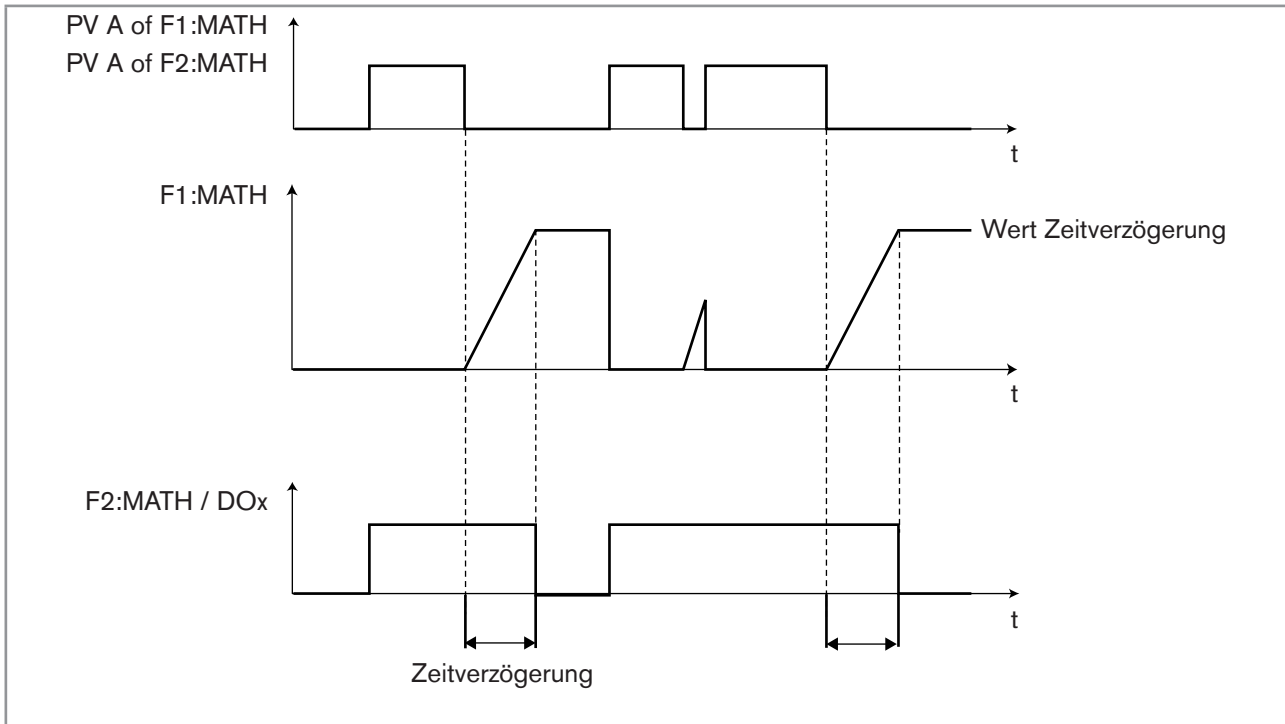 PV A of F1:MATH
PV A of F2:MATH
t
F1:MATH
Wert Zeitverzögerung
t
F2:MATH / DOx
t
Zeitverzögerung